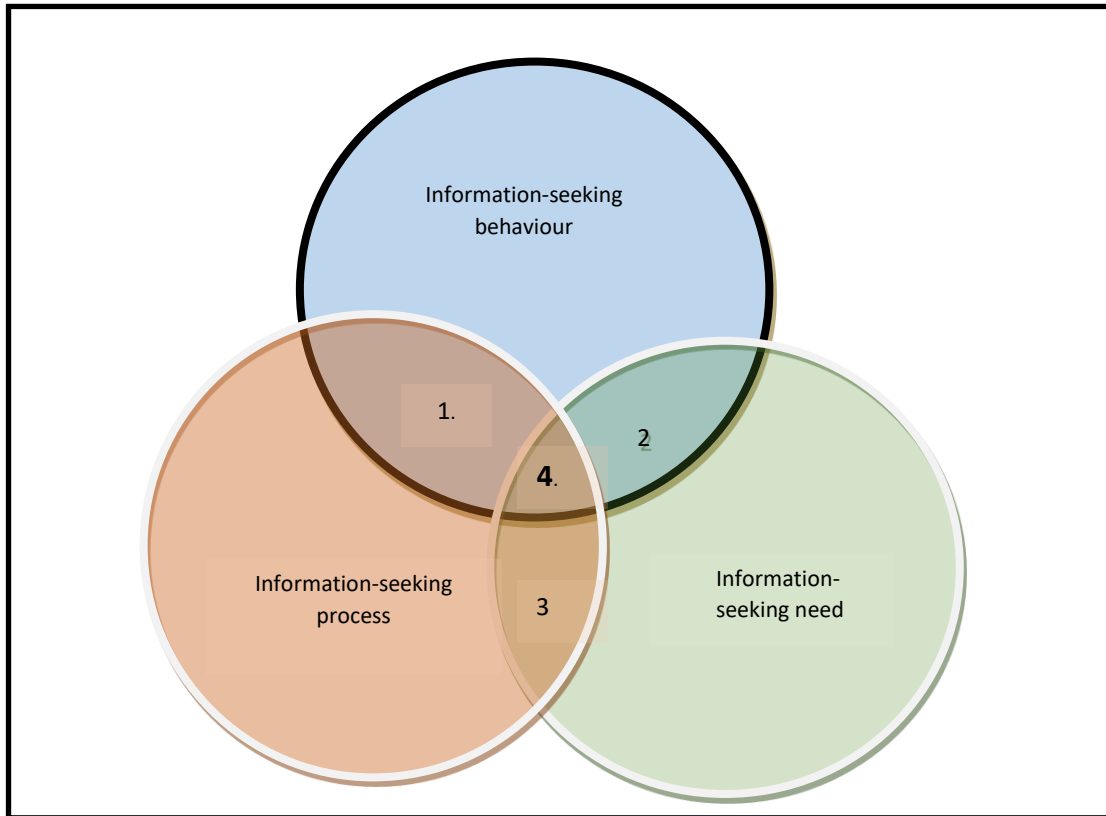 Information-seeking
behaviour
1.
2
4.
Information-seeking
process
3
Information-
seeking need